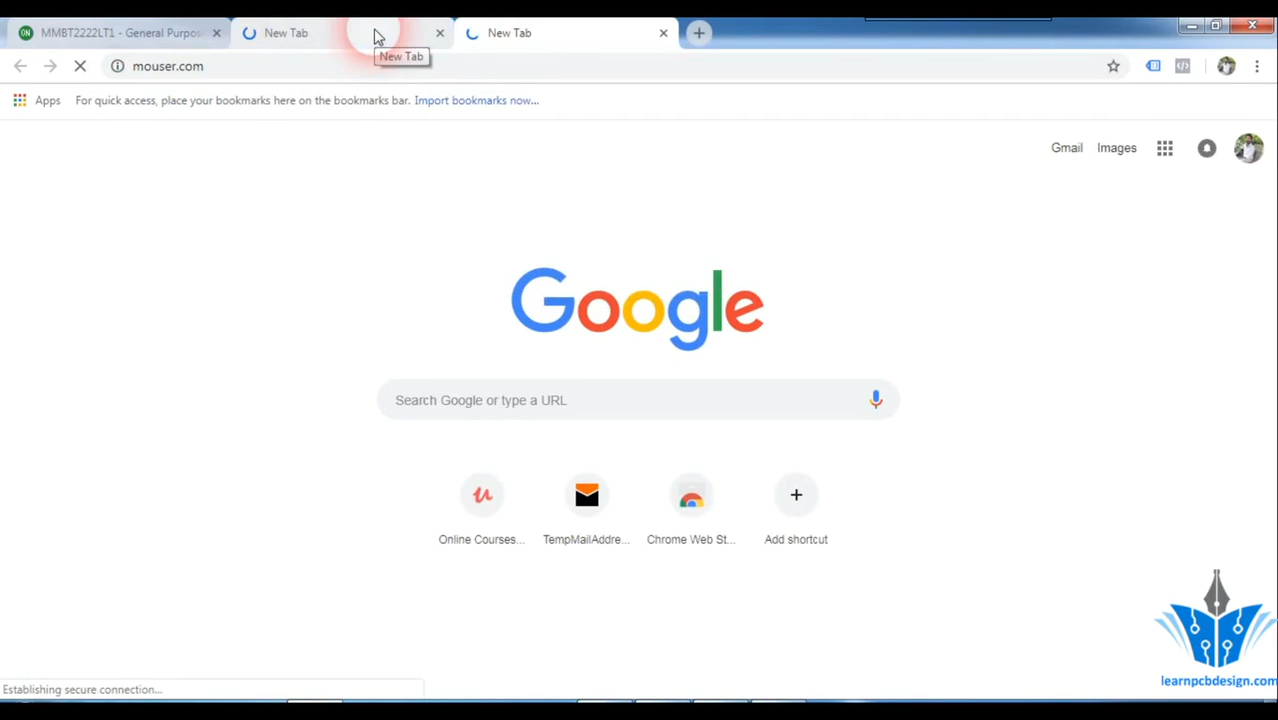 ON MMBT2222LT1 - General Purpos
New Tab
New Tab
New Tab
mouser.com
Apps For quick access, place your bookmarks here on the bookmarks bar. Import bookmarks now...
Gmail Images
Google
Search Google or type a URL
Online Courses... TempMailAddre... Chrome Web St... Add shortcut
Establishing secure connection...
learnpcbdesign.com